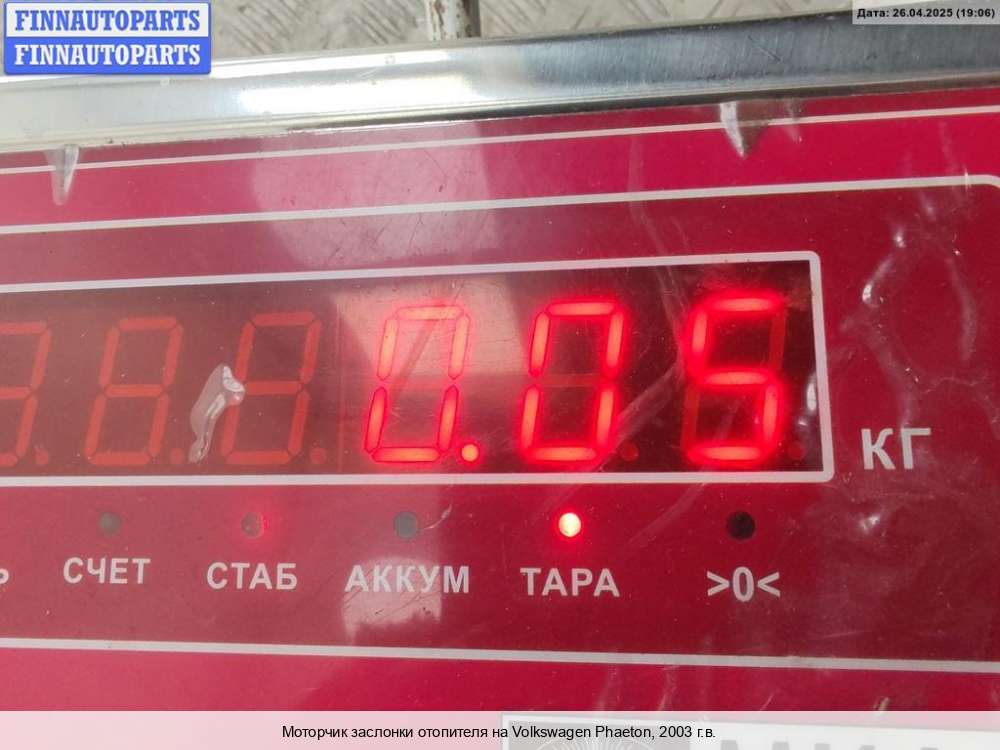 FINNAUTOPARTS
FINNAUTOPARTS
Дата: 26.04.2025 (19:06)
0.05
КГ
СЧЕТ СТАБ АККУМ ТАРА >0<
Моторчик заслонки отопителя на Volkswagen Phaeton, 2003 г.в.